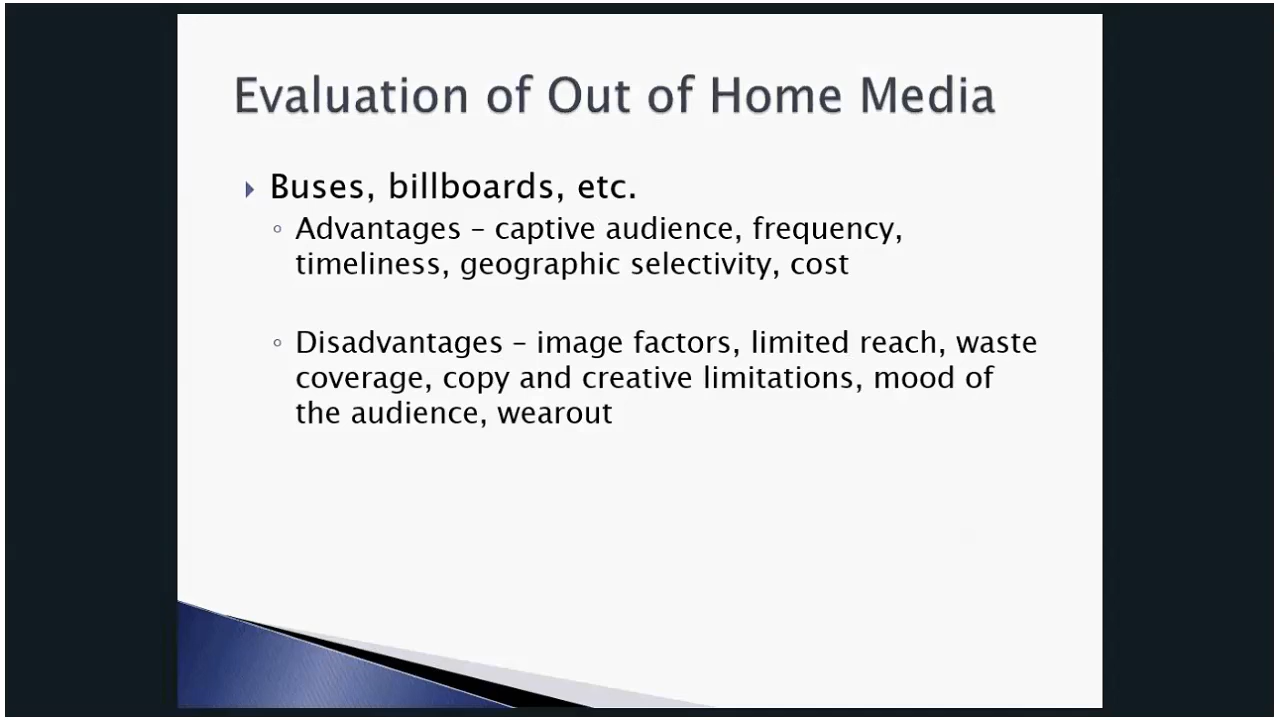 Evaluation of Out of Home Media
Buses, billboards, etc.
Advantages – captive audience, frequency,
timeliness, geographic selectivity, cost
Disadvantages – image factors, limited reach, waste
coverage, copy and creative limitations, mood of
the audience, wearout